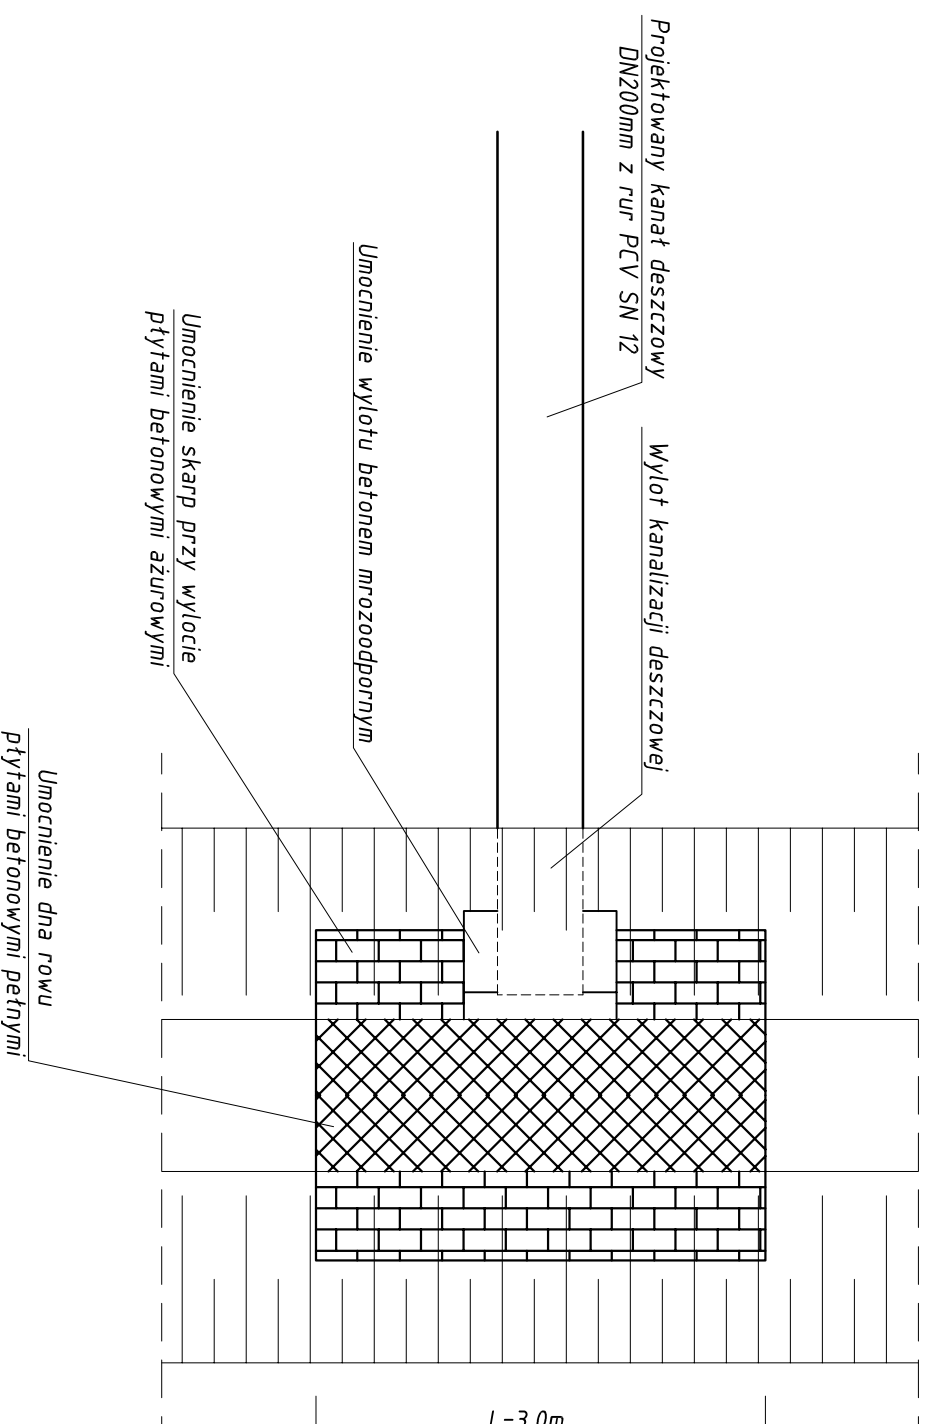 Projektowany kanał deszczowy
DN200mm z rur PCV SN 12
Wylot kanalizacji deszczowej
Umocnienie wylotu betonem mrozoodpornym
Umocnienie skarp przy wylocie
płytami betonowymi ażurowymi
Umocnienie dna rowu
płytami betonowymi pełnymi